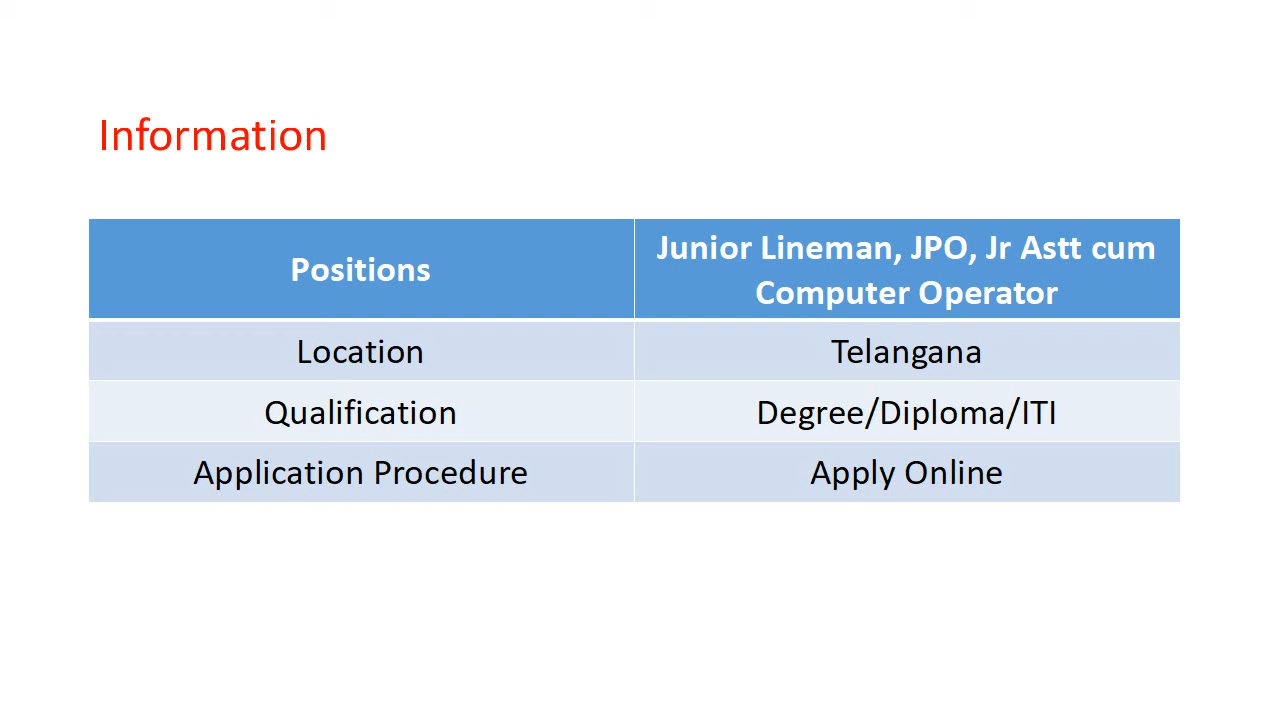 Information
Positions
Junior Lineman, JPO, Jr Astt cum
Computer Operator
Location
Telangana
Qualification
Degree/Diploma/ITI
Application Procedure
Apply Online